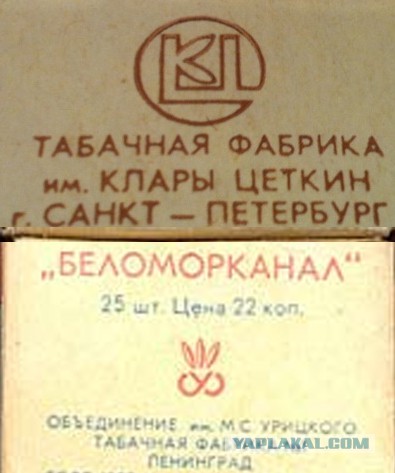 ТАБАЧНАЯ ФАБРИКА
им. КЛАРЫ ЦЕТКИН
г. САНКТ — ПЕТЕРБУРГ
„БЕЛОМОРКАНАЛ"
25 шт. Цена 22 коп.
ОБЪЕДИНЕНИЕ им. М.С. УРИЦКОГО
ТАБАЧНАЯ
ЛЕНИНГРАД
YAPLAKAL.COM